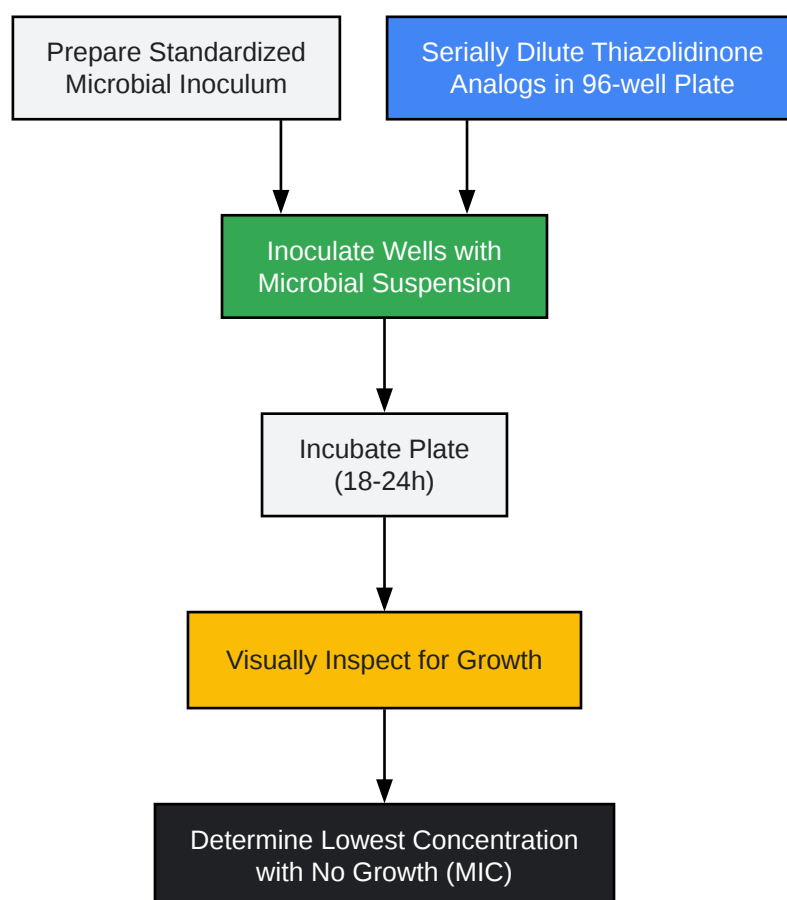 Prepare Standardized
Microbial Inoculum
Serially Dilute Thiazolidinone
Analogs in 96-well Plate
Inoculate Wells with
Microbial Suspension
Incubate Plate
(18-24h)
Visually Inspect for Growth
Determine Lowest Concentration
with No Growth (MIC)